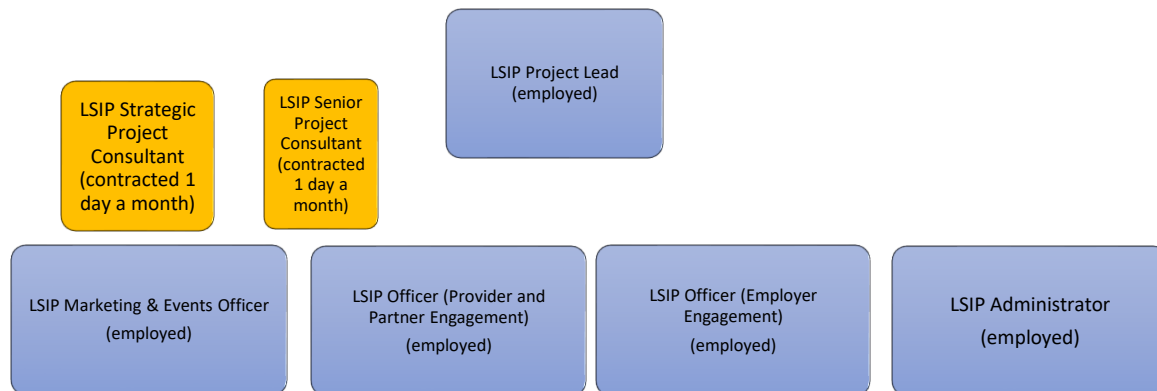 LSIP Project Lead
(employed)
LSIP Strategic
Project
Consultant
(contracted 1
day a month)
LSIP Senior
Project
Consultant
(contracted
1 day a
month)
LSIP Marketing & Events Officer
(employed)
LSIP Officer (Provider and
Partner Engagement)
(employed)
LSIP Officer (Employer
Engagement)
(employed)
LSIP Administrator
(employed)